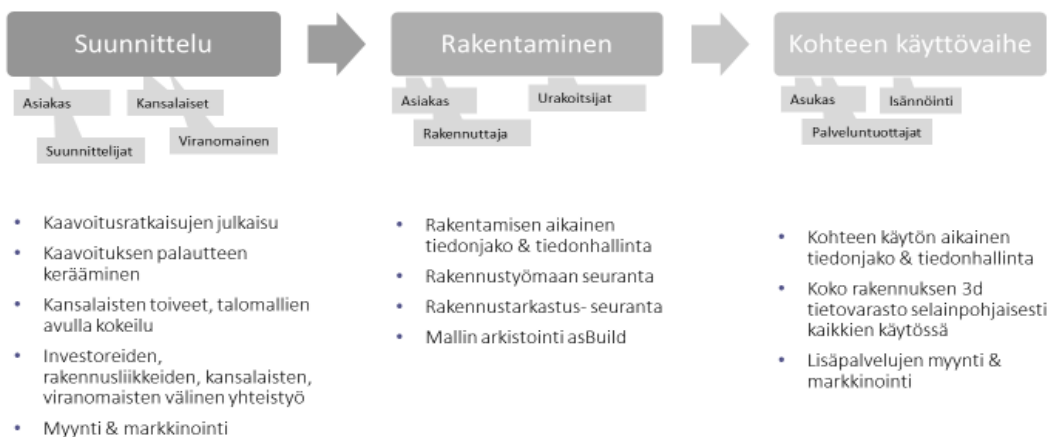 Suunnittelu
Asiakas
Kansalaiset
Suunnittelijat
Viranomainen
• Kaavoitusratkaisujen julkaisu
• Kaavoituksen palautteen
kerääminen
• Kansalaisten toiveet, talomallien
avulla kokeilu
• Investoreiden,
rakennusliikkeiden, kansalaisten,
viranomaisten välinen yhteistyö
• Myynti & markkinointi
Rakentaminen
Asiakas
Urakoitsijat
Rakennuttaja
• Rakentamisen aikainen
tiedonjako & tiedonhallinta
• Rakennustyömaan seuranta
• Rakennustarkastus- seuranta
• Mallin arkistointi asBuild
Kohteen käyttövaihe
Asukas
Isännöinti
Palveluntuottajat
• Kohteen käytön aikainen
tiedonjako & tiedonhallinta
• Koko rakennuksen 3d
tietovarasto selainpohjaisesti
kaikkien käytössä
• Lisäpalvelujen myynti &
markkinointi